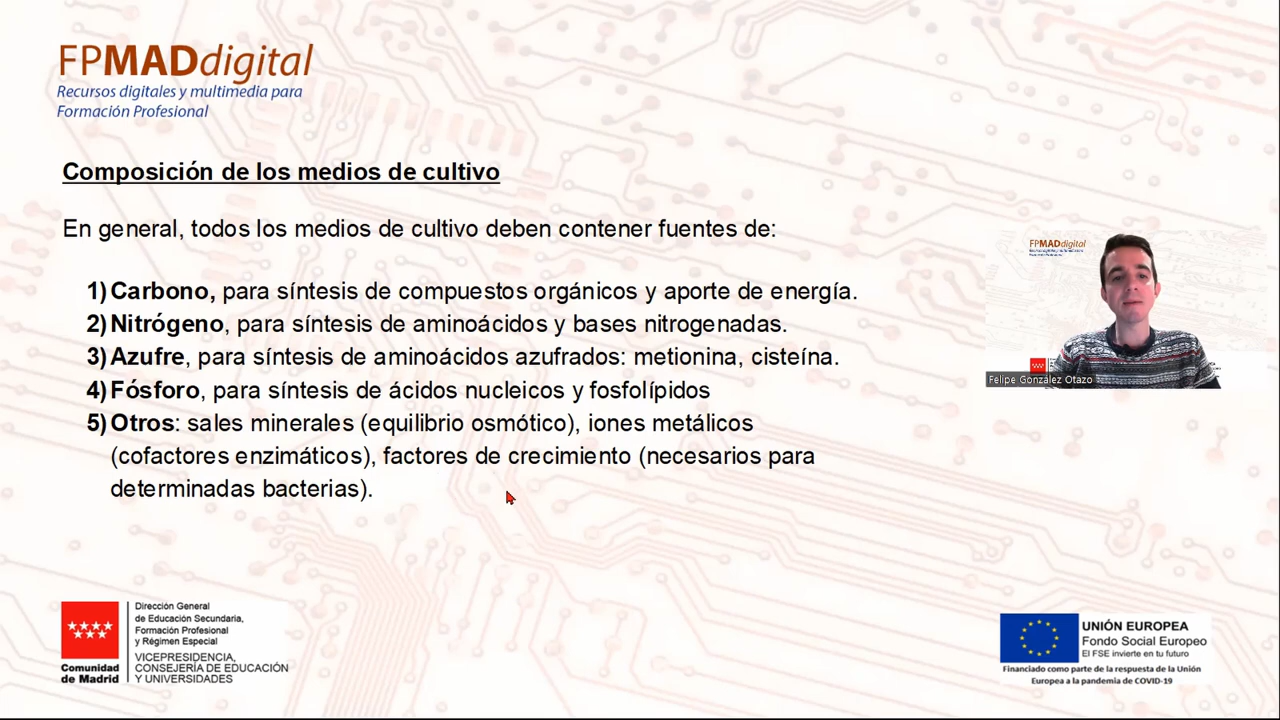 FPMADdigital
Recursos digitales y multimedia para
Formación Profesional
Composición de los medios de cultivo
En general, todos los medios de cultivo deben contener fuentes de:
1) Carbono, para síntesis de compuestos orgánicos y aporte de energía.
2) Nitrógeno, para síntesis de aminoácidos y bases nitrogenadas.
3) Azufre, para síntesis de aminoácidos azufrados: metionina, cisteína.
4) Fósforo, para síntesis de ácidos nucleicos y fosfolípidos
5) Otros: sales minerales (equilibrio osmótico), iones metálicos
(cofactores enzimáticos), factores de crecimiento (necesarios para
determinadas bacterias).
FPMADdigital
Felipe González Otazo
Comunidad
de Madrid
Dirección General
de Educación Secundaria,
Formación Profesional
y Régimen Especial
VICEPRESIDENCIA,
CONSEJERÍA DE EDUCACIÓN
Y UNIVERSIDADES
UNIÓN EUROPEA
Fondo Social Europeo
El FSE invierte en tu futuro
Financiado como parte de la respuesta de la Unión
Europea a la pandemia de COVID-19